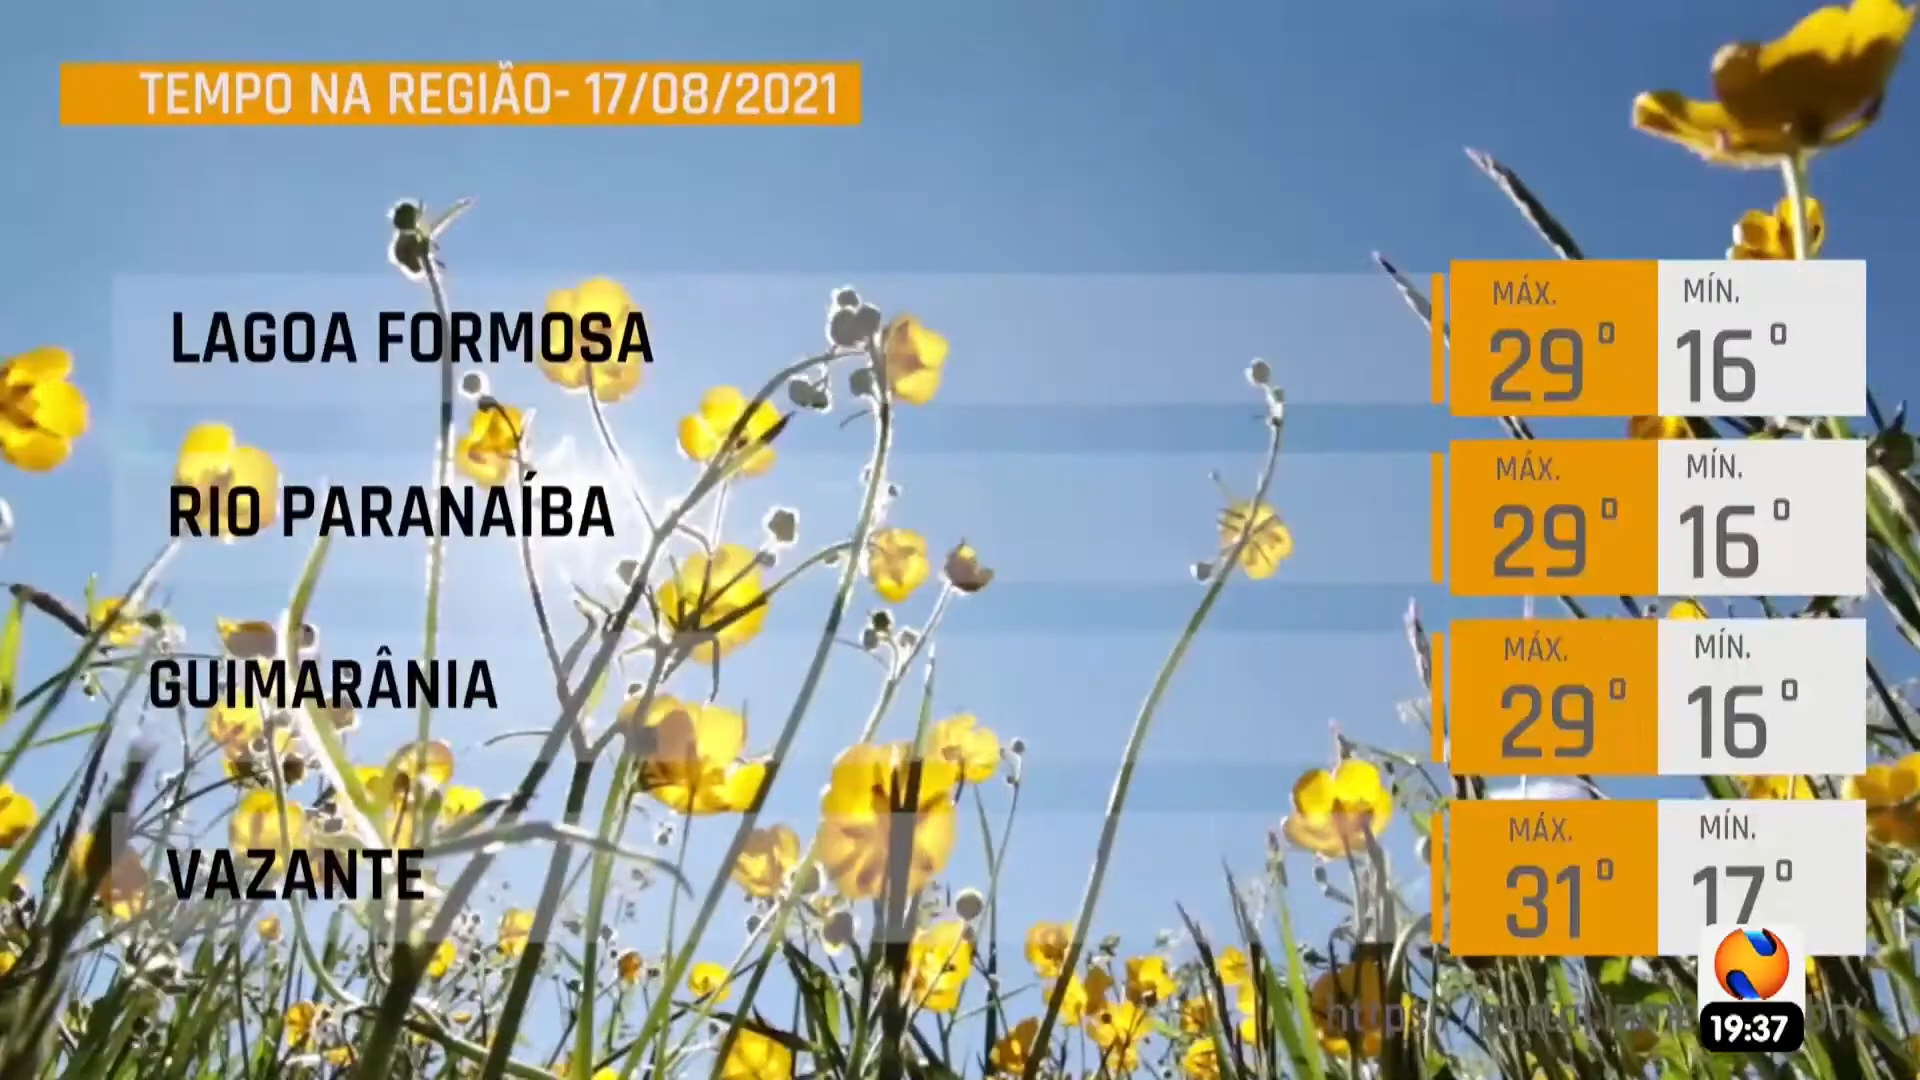 TEMPO NA REGIÃO- 17/08/2021
LAGOA FORMOSA
MÁX.
29°
MÍN.
16°
RIO PARANAÍBA
MÁX.
29°
MÍN.
16°
GUIMARÂNIA
MÁX.
29°
MÍN.
16°
VAZANTE
MÁX.
31°
MÍN.
17°
19:37